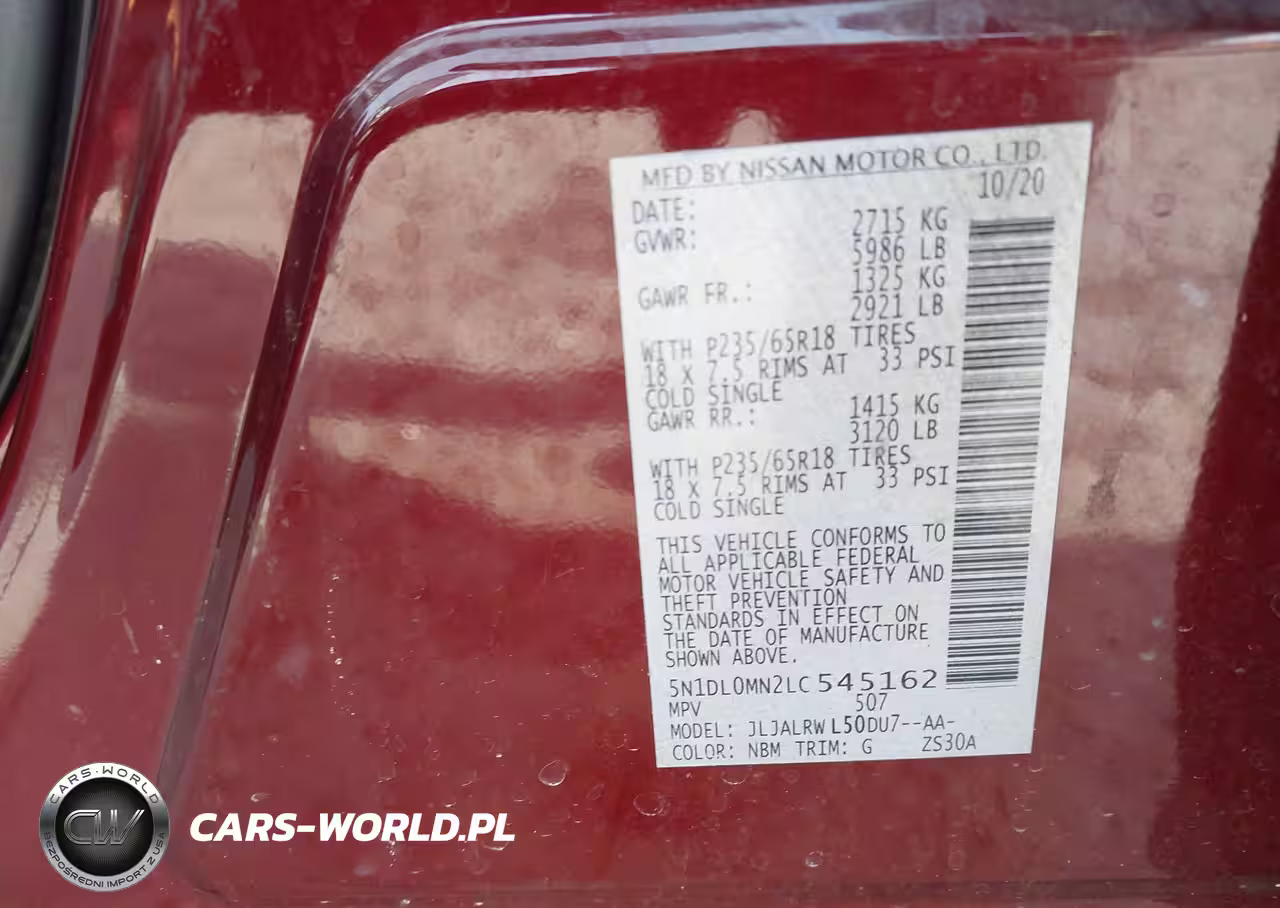 MFD BY NISSAN MOTOR CO., LTD.
DATE: 10/20
GVWR: 2715 KG
5986 LB
GAWR FR.: 1325 KG
2921 LB
WITH P235/65R18 TIRES
18 X 7.5 RIMS AT 33 PSI
COLD SINGLE
GAWR RR.: 1415 KG
3120 LB
WITH P235/65R18 TIRES
18 X 7.5 RIMS AT 33 PSI
COLD SINGLE
THIS VEHICLE CONFORMS TO
ALL APPLICABLE FEDERAL
MOTOR VEHICLE SAFETY AND
THEFT PREVENTION
STANDARDS IN EFFECT ON
THE DATE OF MANUFACTURE
SHOWN ABOVE.
5N1DL0MN2LC545162
MPV 507
MODEL: JLJALRWL50DU7--AA-
COLOR: NBM TRIM: G ZS30A
CARS-WORLD
CW
BEZPOŚREDNI IMPORT Z USA
CARS-WORLD.PL